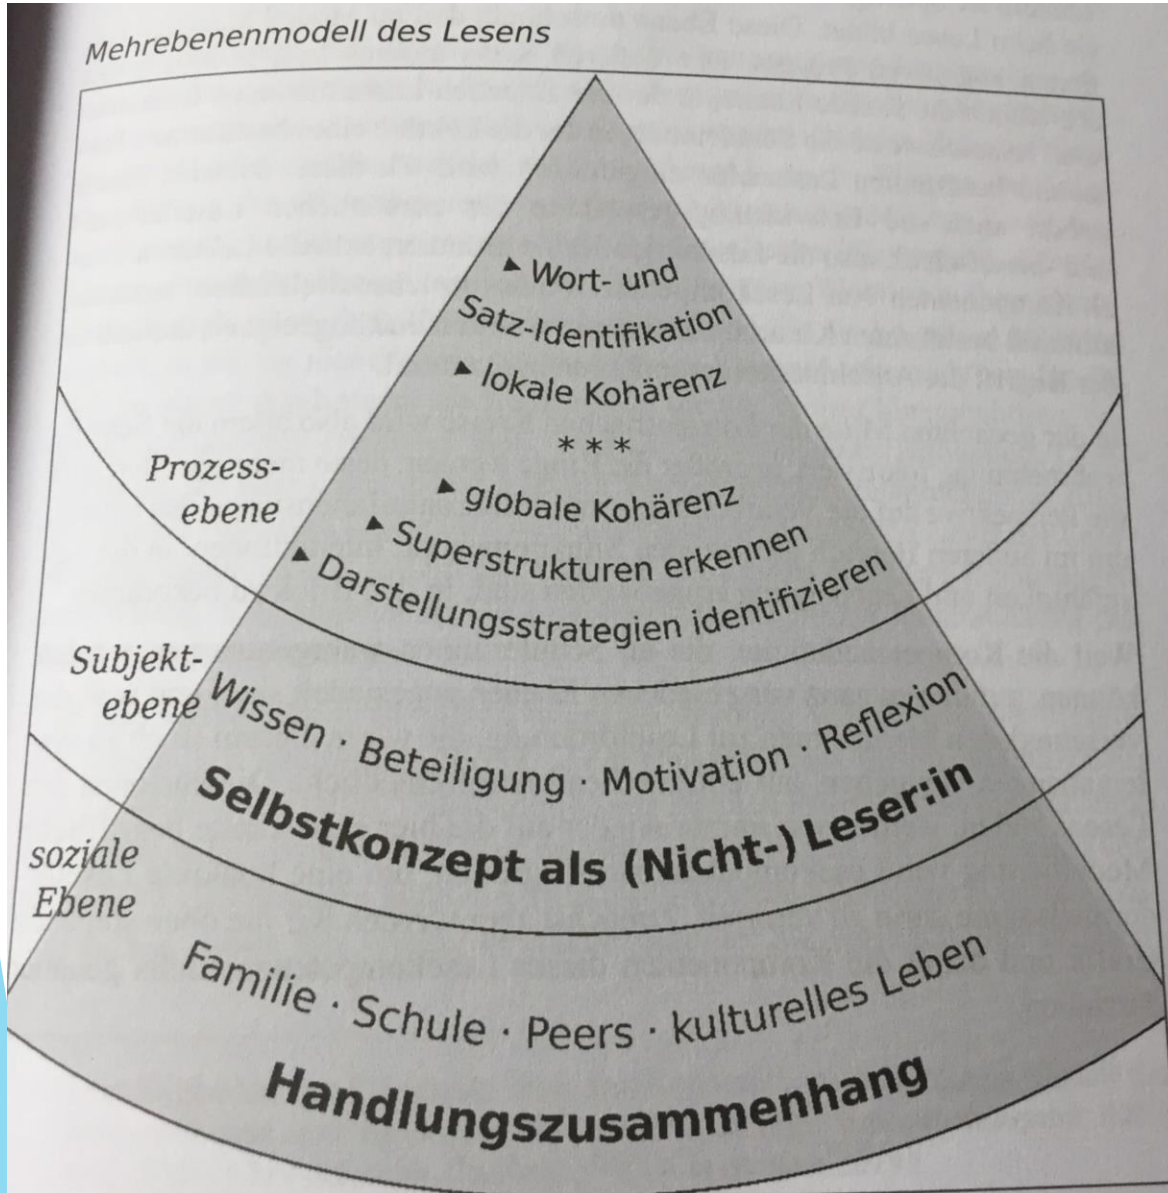 Mehrebenenmodell des Lesens
▸ Wort- und
Satz-Identifikation
▸ lokale Kohärenz
* * *
Prozess-
ebene
▸ globale Kohärenz
▸ Superstrukturen erkennen
▸ Darstellungsstrategien identifizieren
Subjekt-
ebene
Wissen · Beteiligung · Motivation · Reflexion
Selbstkonzept als (Nicht-) Leser:in
soziale
Ebene
Familie · Schule · Peers · kulturelles Leben
Handlungszusammenhang